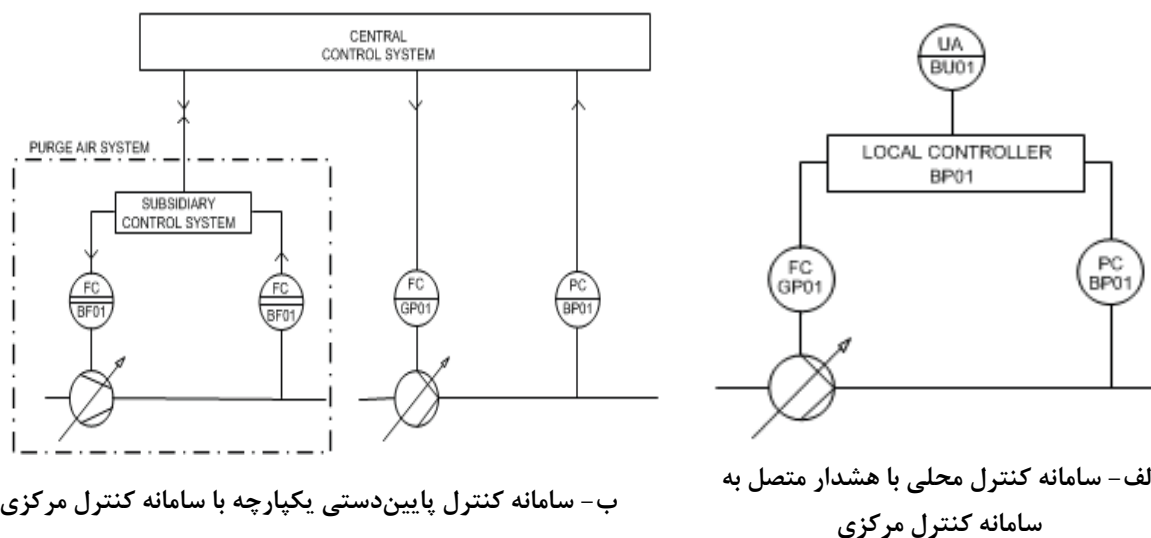 CENTRAL
CONTROL SYSTEM
PURGE AIR SYSTEM
SUBSIDIARY
CONTROL SYSTEM
FC
BF01
FC
BF01
FC
GP01
PC
BP01
ب- سامانه کنترل پایین‌دستی یکپارچه با سامانه کنترل مرکزی
UA
BU01
LOCAL CONTROLLER
BP01
FC
GP01
PC
BP01
الف- سامانه کنترل محلی با هشدار متصل به
سامانه کنترل مرکزی